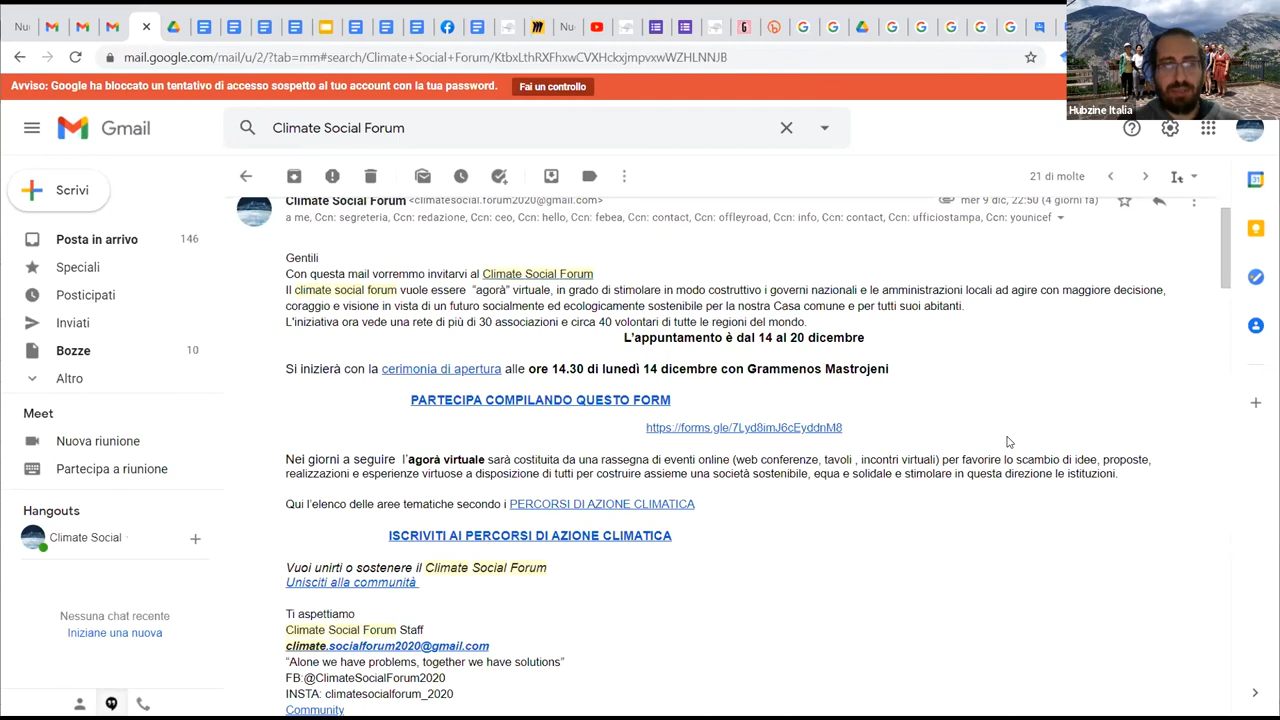 Nu
Nu
mail.google.com/mail/u/2/?tab=mm#search/Climate+Social+Forum/KtbxLthRXFhxwCVXHckxjmpvxwWZHLNNJB
Avviso: Google ha bloccato un tentativo di accesso sospetto al tuo account con la tua password. Fai un controllo
Hubzine Italia
Gmail
Climate Social Forum
Scrivi
21 di molte
Climate Social Forum <climatesocial.forum2020@gmail.com>
mer 9 dic, 22:50 (4 giorni fa)
a me, Ccn: segreteria, Ccn: redazione, Ccn: ceo, Ccn: hello, Ccn: febea, Ccn: contact, Ccn: offleyroad, Ccn: info, Ccn: contact, Ccn: ufficiostampa, Ccn: younicef
Posta in arrivo 146
Speciali
Posticipati
Inviati
Bozze 10
Altro
Meet
Nuova riunione
Partecipa a riunione
Hangouts
Climate Social
Nessuna chat recente
Iniziane una nuova
Gentili
Con questa mail vorremmo invitarvi al Climate Social Forum
Il climate social forum vuole essere “agorà” virtuale, in grado di stimolare in modo costruttivo i governi nazionali e le amministrazioni locali ad agire con maggiore decisione,
coraggio e visione in vista di un futuro socialmente ed ecologicamente sostenibile per la nostra Casa comune e per tutti suoi abitanti.
L'iniziativa ora vede una rete di più di 30 associazioni e circa 40 volontari di tutte le regioni del mondo.
L’appuntamento è dal 14 al 20 dicembre
Si inizierà con la cerimonia di apertura alle ore 14.30 di lunedì 14 dicembre con Grammenos Mastrojeni
PARTECIPA COMPILANDO QUESTO FORM
https://forms.gle/7Lyd8imJ6cEyddnM8
Nei giorni a seguire l’agorà virtuale sarà costituita da una rassegna di eventi online (web conferenze, tavoli , incontri virtuali) per favorire lo scambio di idee, proposte,
realizzazioni e esperienze virtuose a disposizione di tutti per costruire assieme una società sostenibile, equa e solidale e stimolare in questa direzione le istituzioni.
Qui l’elenco delle aree tematiche secondo i PERCORSI DI AZIONE CLIMATICA
ISCRIVITI AI PERCORSI DI AZIONE CLIMATICA
Vuoi unirti o sostenere il Climate Social Forum
Unisciti alla communità
Ti aspettiamo
Climate Social Forum Staff
climate.socialforum2020@gmail.com
“Alone we have problems, together we have solutions”
FB:@ClimateSocialForum2020
INSTA: climatesocialforum_2020
Community